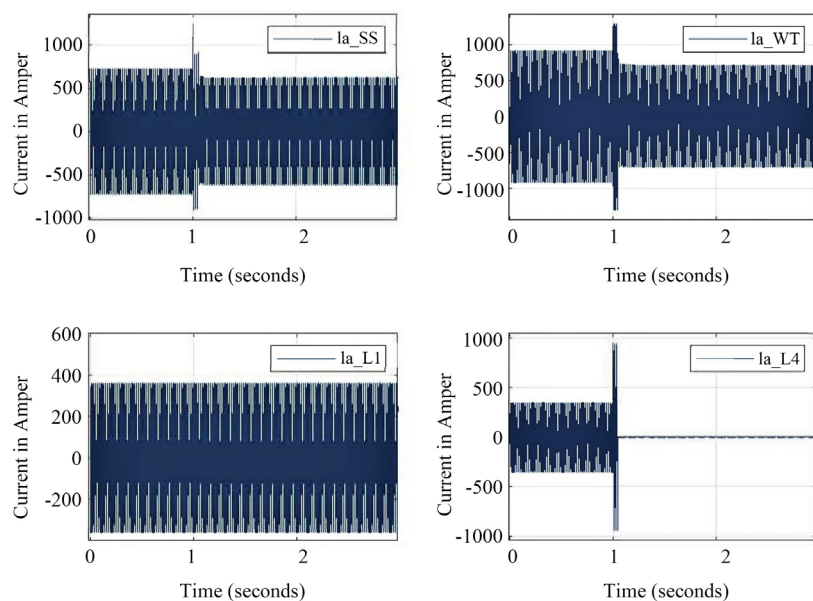 Ia_SS
1000
500
0
-500
-1000
Current in Amper
0
1
2
Time (seconds)
Ia_WT
1000
500
0
-500
-1000
Current in Amper
0
1
2
Time (seconds)
Ia_L1
600
400
200
0
-200
Current in Amper
0
1
2
Time (seconds)
Ia_L4
1000
500
0
-500
-1000
Current in Amper
0
1
2
Time (seconds)